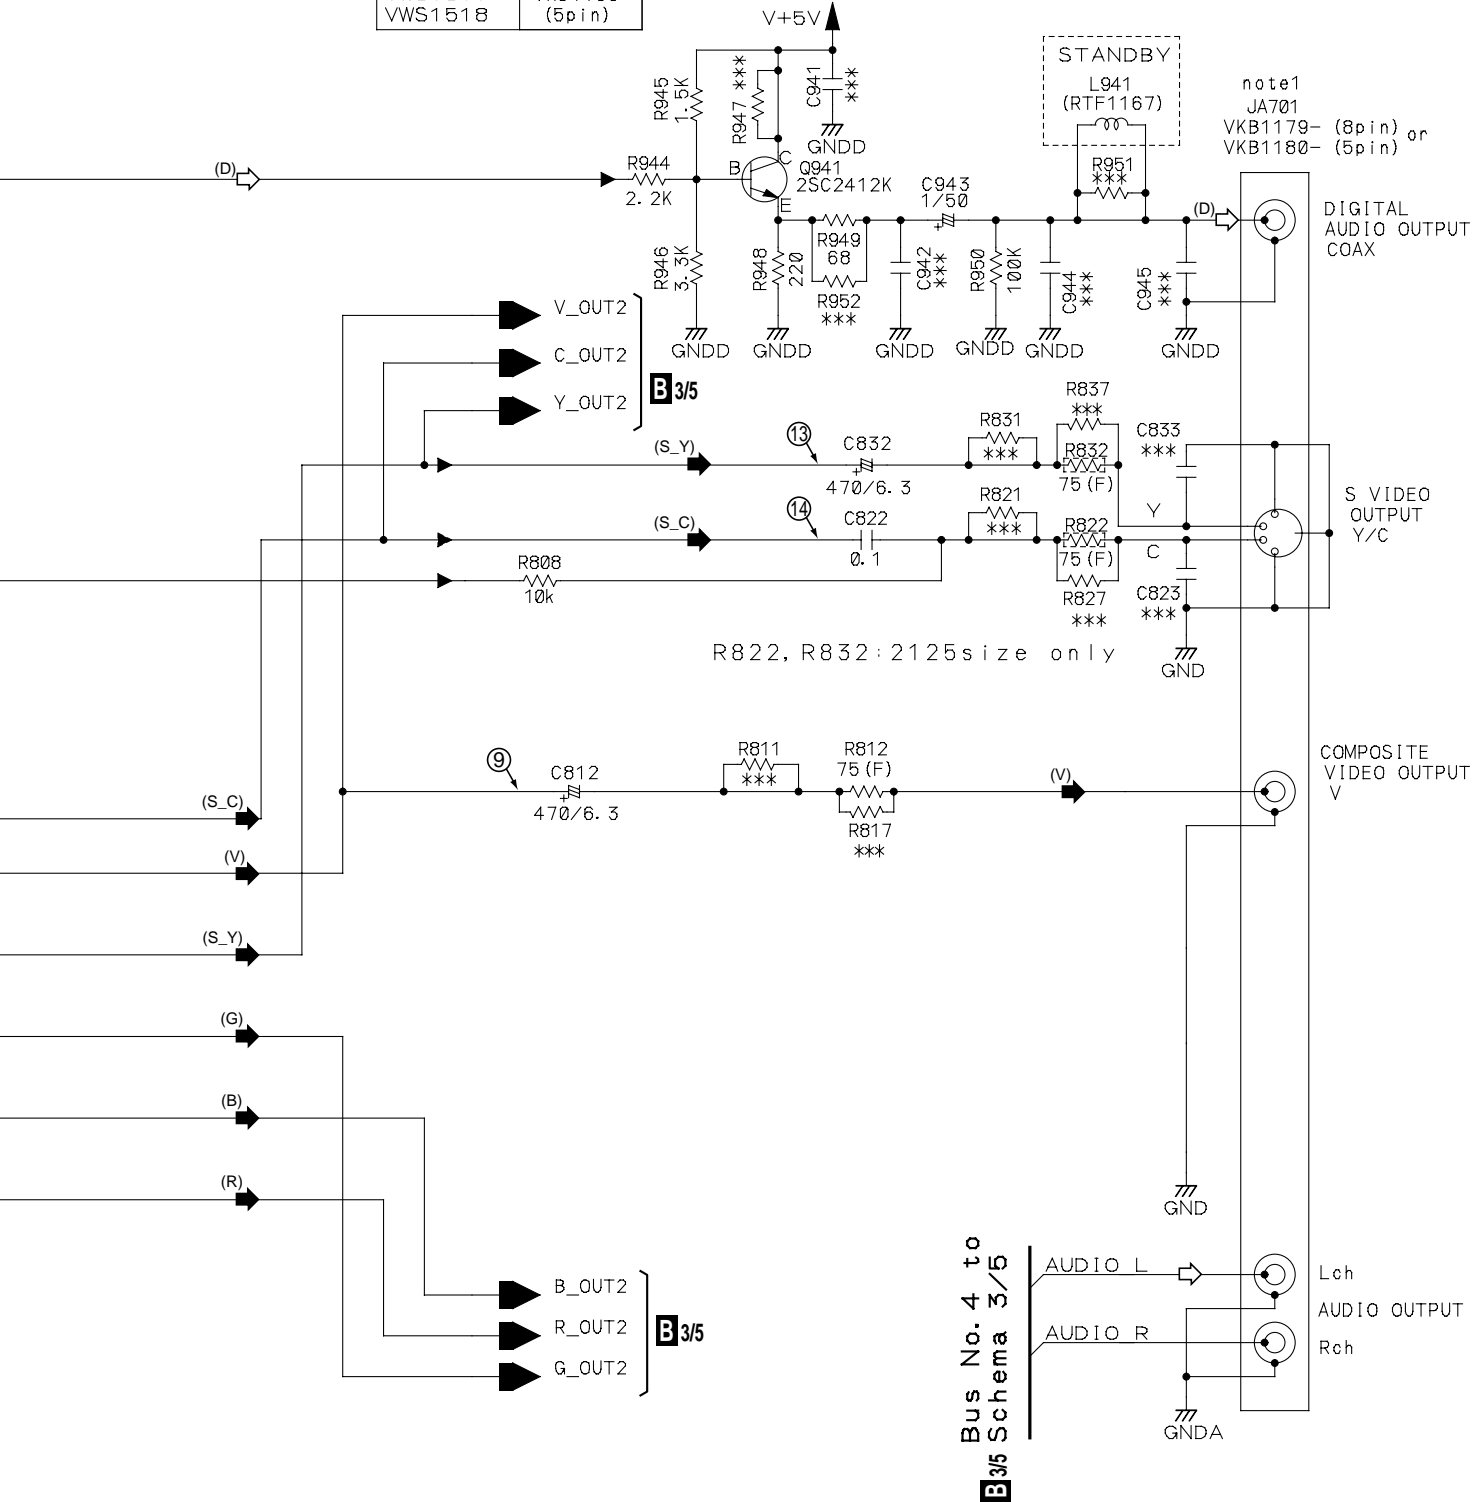 VWS1518
(5pin)
V+5V
STANDBY
L941
(RTF1167)
note1
JA701
VKB1179- (8pin) or
VKB1180- (5pin)
R945
1.5K
R947 ***
C941
***
GNDD
(D)
R944
2.2K
B
C
E
Q941
2SC2412K
C943
1/50
+
R951
***
(D)
DIGITAL
AUDIO OUTPUT
COAX
R946
3.3K
R948
220
R949
68
R952
***
C942
***
R950
100K
C944
***
C945
***
GNDD
GNDD
GNDD
GNDD
GNDD
GNDD
V_OUT2
C_OUT2
Y_OUT2
B 3/5
(S_Y)
13
C832
+
470/6.3
R831
***
R837
***
R832
75(F)
C833
***
Y
S VIDEO
OUTPUT
Y/C
(S_C)
14
C822
0.1
R821
***
R822
75(F)
R827
***
C
C823
***
GND
R808
10k
R822, R832:2125size only
9
C812
+
470/6.3
R811
***
R812
75(F)
R817
***
(V)
COMPOSITE
VIDEO OUTPUT
V
(S_C)
(V)
(S_Y)
(G)
(B)
(R)
GND
B_OUT2
R_OUT2
G_OUT2
B 3/5
Bus No.4 to
B 3/5 Schema 3/5
AUDIO L
AUDIO R
Lch
AUDIO OUTPUT
Rch
GNDA